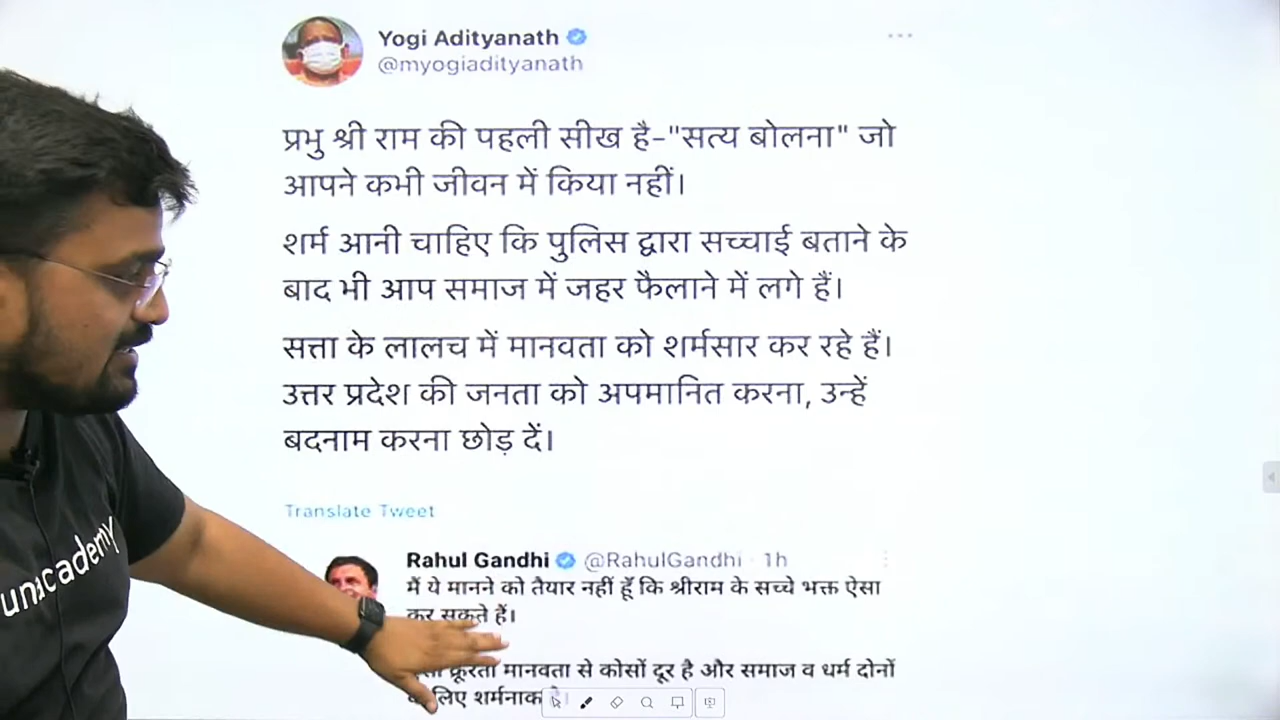 Yogi Adityanath
@myogiadityanath
प्रभु श्री राम की पहली सीख है-"सत्य बोलना" जो
आपने कभी जीवन में किया नहीं।
शर्म आनी चाहिए कि पुलिस द्वारा सच्चाई बताने के
बाद भी आप समाज में जहर फैलाने में लगे हैं।
सत्ता के लालच में मानवता को शर्मसार कर रहे हैं।
उत्तर प्रदेश की जनता को अपमानित करना, उन्हें
बदनाम करना छोड़ दें।
Translate Tweet
Rahul Gandhi @RahulGandhi · 1h
मैं ये मानने को तैयार नहीं हूँ कि श्रीराम के सच्चे भक्त ऐसा
कर सकते हैं।
क्रूरता मानवता से कोसों दूर है और समाज व धर्म दोनों
लिए शर्मनाक
unacademy